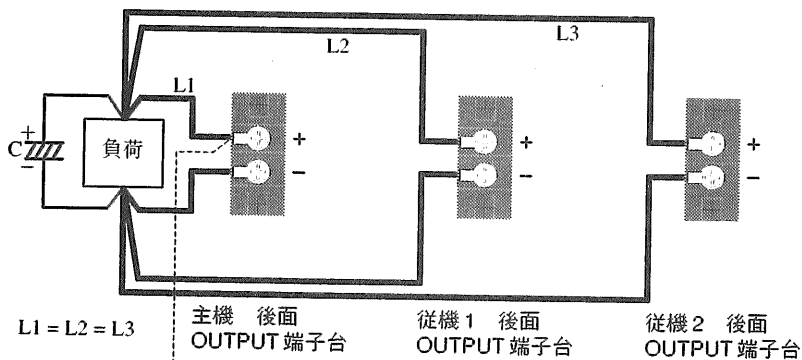 L3
L2
L1
+
C
−
負荷
+
−
+
−
+
−
L1 = L2 = L3
主機 後面
OUTPUT 端子台
従機1 後面
OUTPUT 端子台
従機2 後面
OUTPUT 端子台